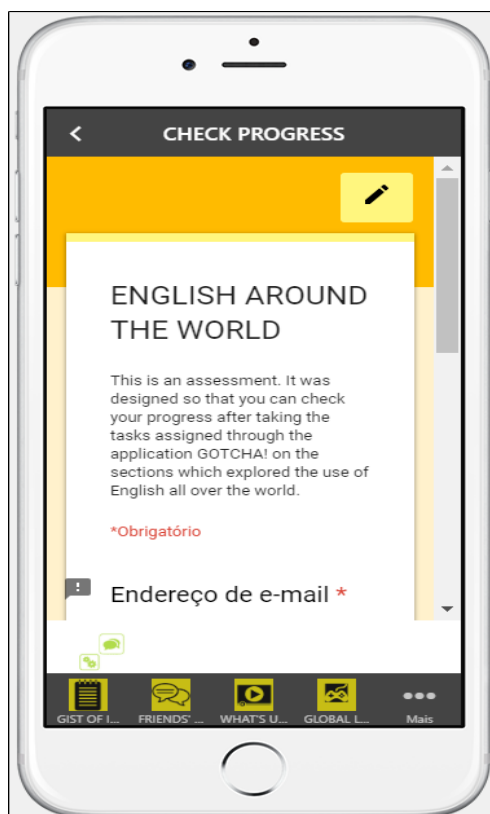 CHECK PROGRESS
ENGLISH AROUND
THE WORLD
This is an assessment. It was
designed so that you can check
your progress after taking the
tasks assigned through the
application GOTCHA! on the
sections which explored the use of
English all over the world.
*Obrigatório
Endereço de e-mail *
GIST OF I... FRIENDS' ... WHAT'S U... GLOBAL L... Mais